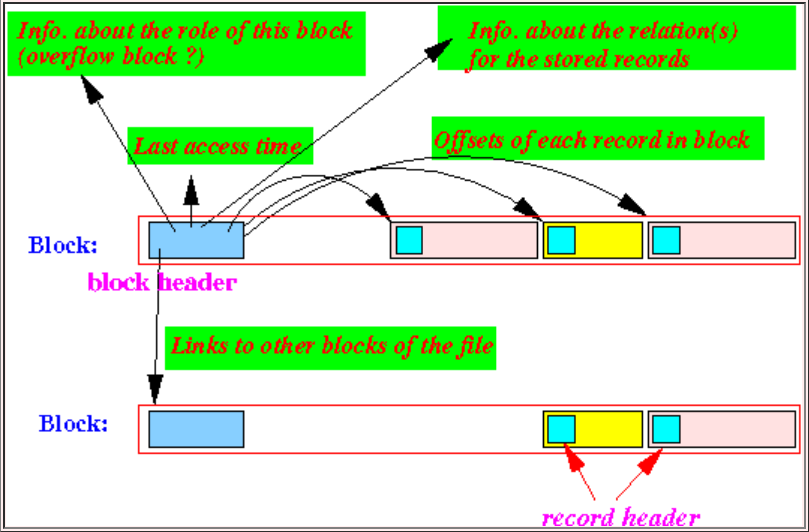 Info. about the role of this block
(overflow block ?)
Info. about the relation(s)
for the stored records
Last access time
Offsets of each record in block
Block:
block header
Links to other blocks of the file
Block:
record header